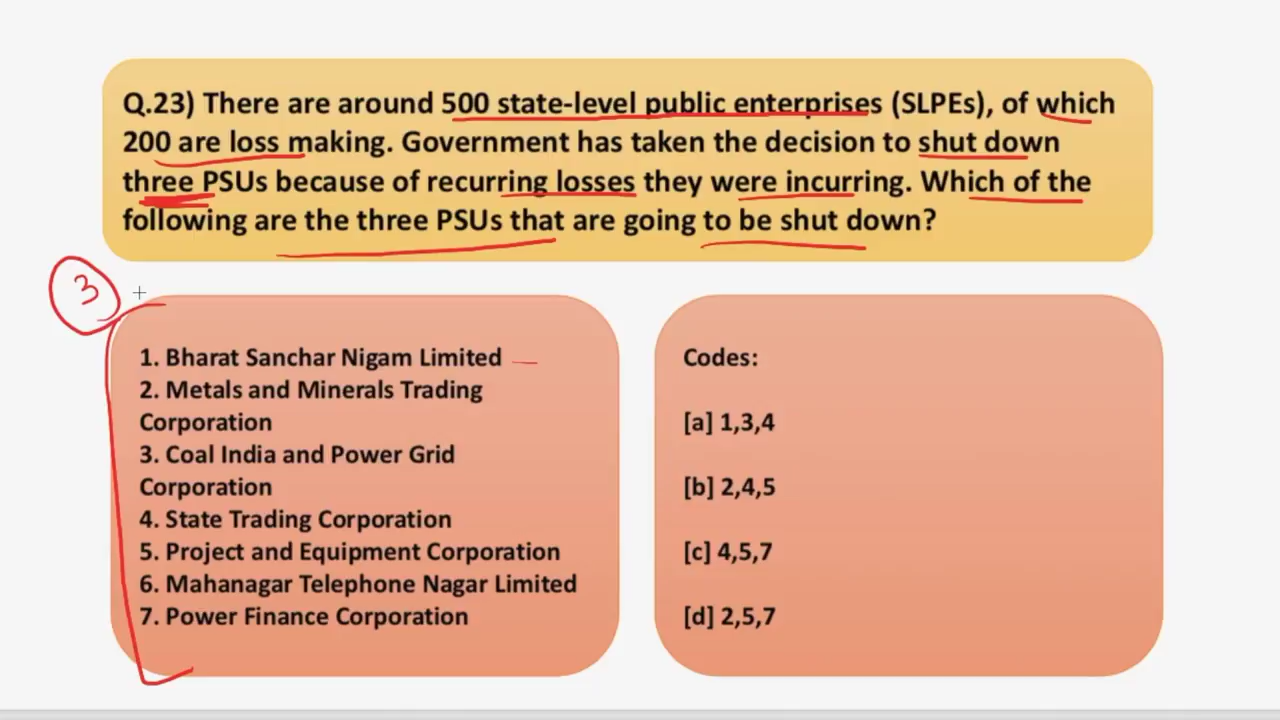 Q.23) There are around 500 state-level public enterprises (SLPEs), of which
200 are loss making. Government has taken the decision to shut down
three PSUs because of recurring losses they were incurring. Which of the
following are the three PSUs that are going to be shut down?
3
1. Bharat Sanchar Nigam Limited
2. Metals and Minerals Trading
Corporation
3. Coal India and Power Grid
Corporation
4. State Trading Corporation
5. Project and Equipment Corporation
6. Mahanagar Telephone Nagar Limited
7. Power Finance Corporation
Codes:
[a] 1,3,4
[b] 2,4,5
[c] 4,5,7
[d] 2,5,7